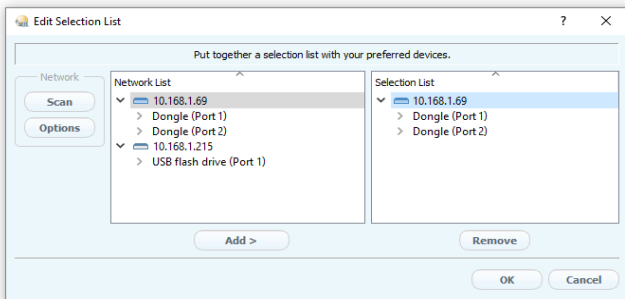 Edit Selection List
Put together a selection list with your preferred devices.
Network
Scan
Options
Network List
10.168.1.69
Dongle (Port 1)
Dongle (Port 2)
10.168.1.215
USB flash drive (Port 1)
Add >
Selection List
10.168.1.69
Dongle (Port 1)
Dongle (Port 2)
Remove
OK
Cancel